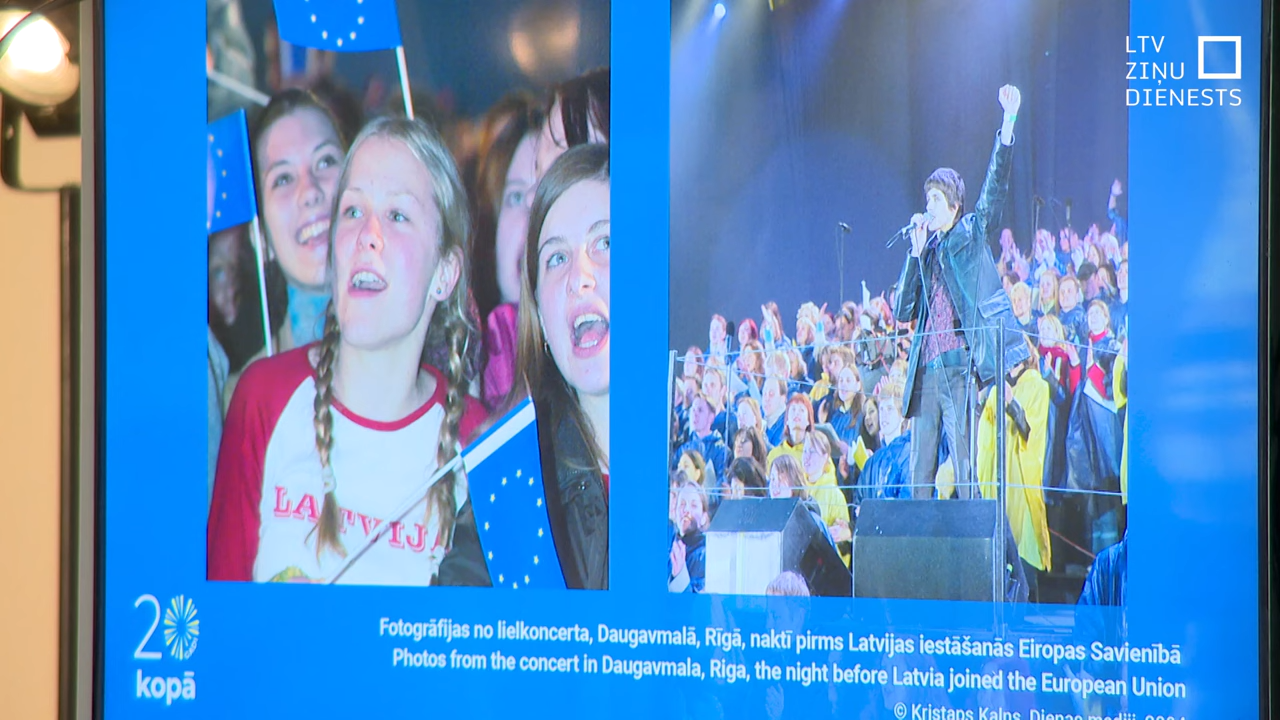 LTV
ZIŅU
DIENESTS
LATVIJA
20
kopā
Fotogrāfijas no lielkoncerta, Daugavmalā, Rīgā, naktī pirms Latvijas iestāšanās Eiropas Savienībā
Photos from the concert in Daugavmala, Riga, the night before Latvia joined the European Union
© Kristaps Kalns, Dienas mediji,